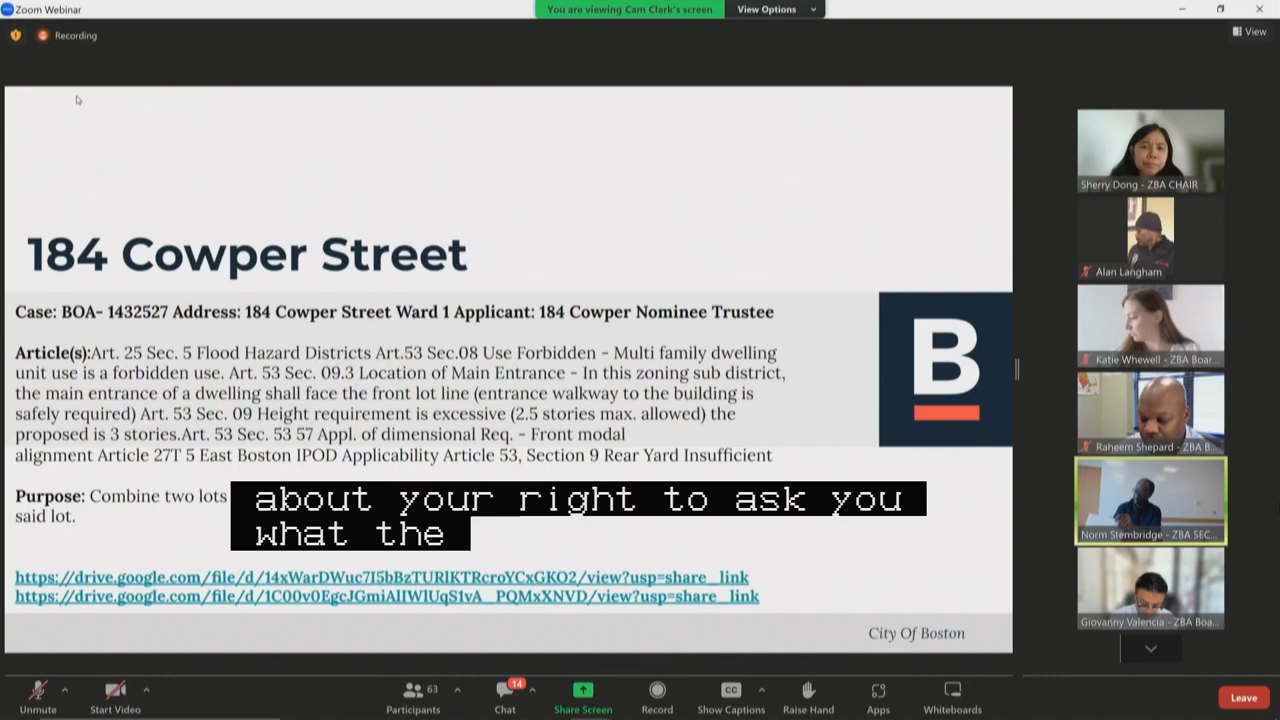 Zoom Webinar
You are viewing Cam Clark's screen
View Options
Recording
View
184 Cowper Street
Case: BOA- 1432527 Address: 184 Cowper Street Ward 1 Applicant: 184 Cowper Nominee Trustee
Article(s):Art. 25 Sec. 5 Flood Hazard Districts Art.53 Sec.08 Use Forbidden - Multi family dwelling
unit use is a forbidden use. Art. 53 Sec. 09.3 Location of Main Entrance - In this zoning sub district,
the main entrance of a dwelling shall face the front lot line (entrance walkway to the building is
safely required) Art. 53 Sec. 09 Height requirement is excessive (2.5 stories max. allowed) the
proposed is 3 stories.Art. 53 Sec. 53 57 Appl. of dimensional Req. - Front modal
alignment Article 27T 5 East Boston IPOD Applicability Article 53, Section 9 Rear Yard Insufficient
Purpose: Combine two lots
said lot.
about your right to ask you
what the
https://drive.google.com/file/d/14xWarDWuc7I5bBzTURlKTRcroYCxGKO2/view?usp=share_link
https://drive.google.com/file/d/1C00v0EgcJGmiAlIWlUqS1vA_PQMxXNVD/view?usp=share_link
B
City Of Boston
Sherry Dong - ZBA CHAIR
Alan Langham
Katie Whewell - ZBA Boar...
Raheem Shepard - ZBA B...
Norm Stembridge - ZBA SEC...
Giovanny Valencia - ZBA Boa...
Unmute
Start Video
63
Participants
14
Chat
Share Screen
Record
CC
Show Captions
Raise Hand
Apps
Whiteboards
Leave